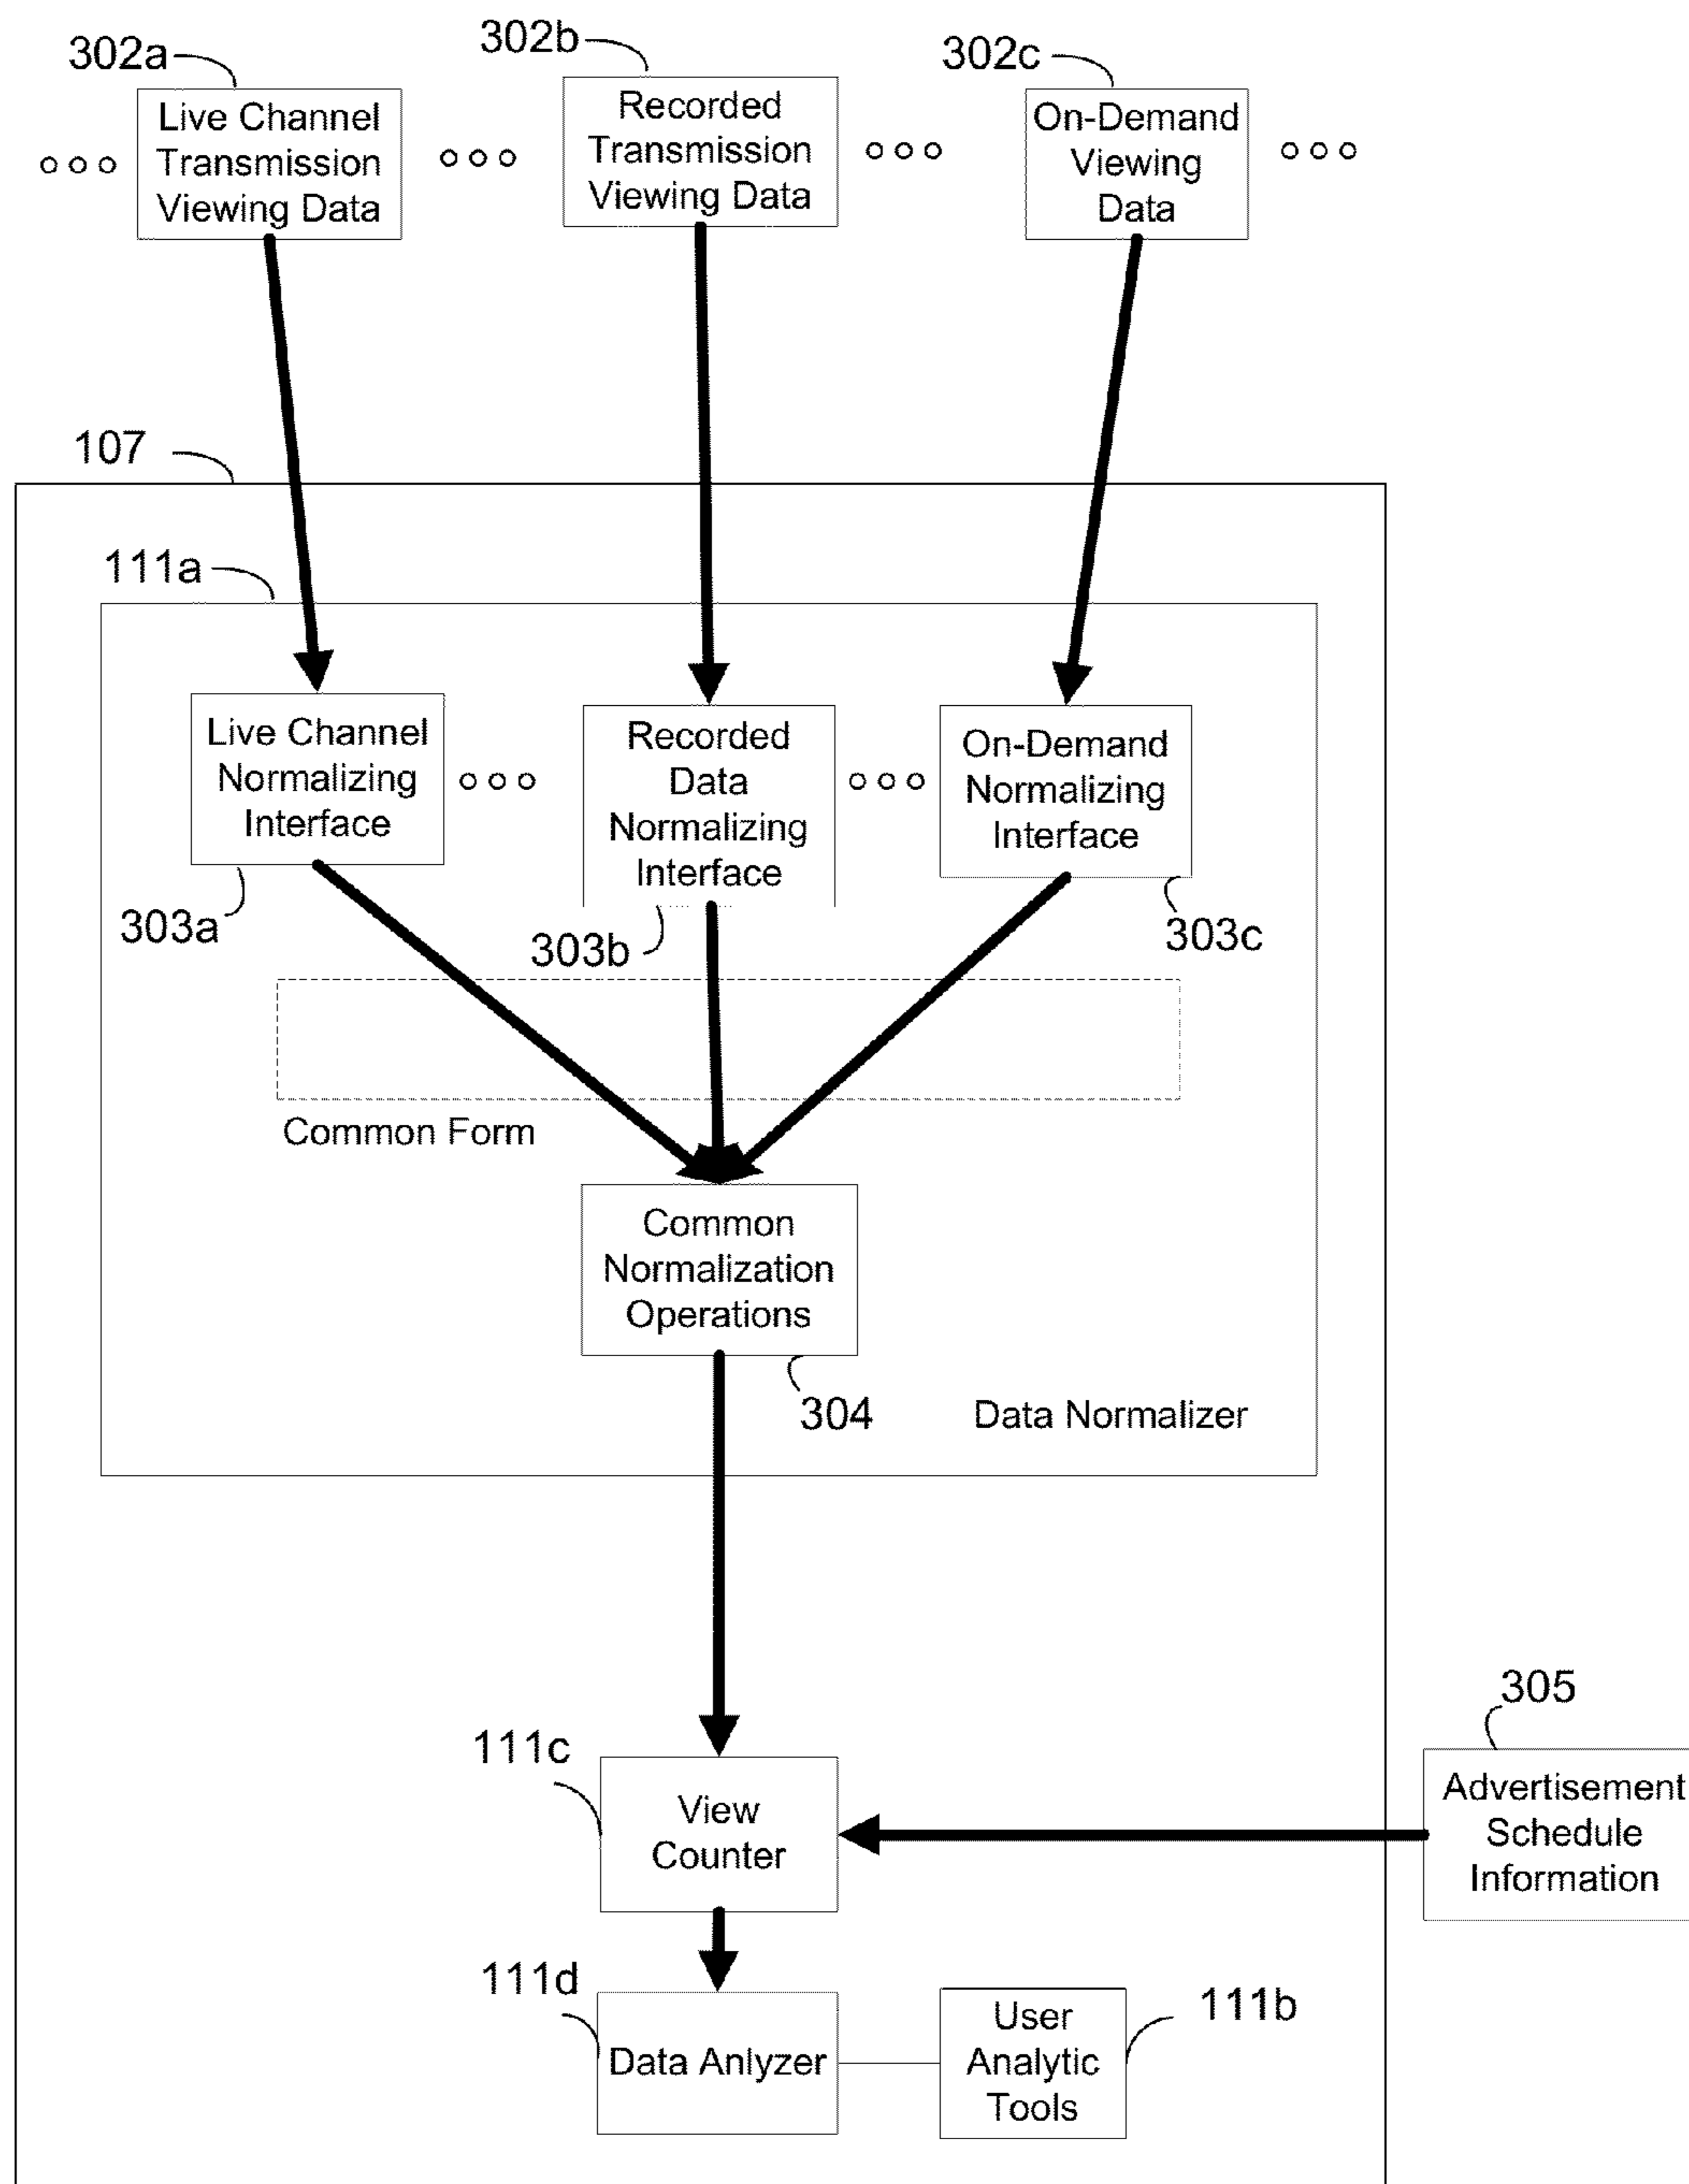 302a
302b
302c
Live Channel
Transmission
Viewing Data
Recorded
Transmission
Viewing Data
On-Demand
Viewing
Data
107
111a
Live Channel
Normalizing
Interface
Recorded
Data
Normalizing
Interface
On-Demand
Normalizing
Interface
303a
303b
303c
Common Form
Common
Normalization
Operations
304
Data Normalizer
305
111c
View
Counter
Advertisement
Schedule
Information
111d
Data Anlyzer
User
Analytic
Tools
111b